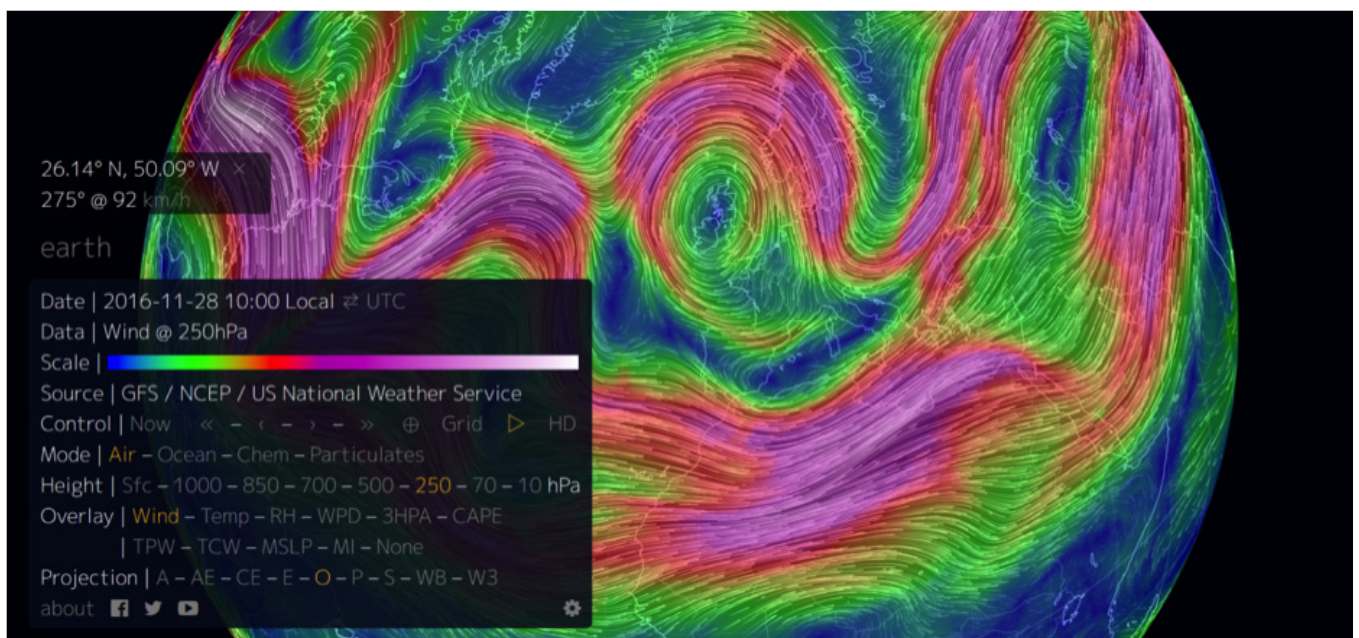 26.14° N, 50.09° W ×
275° @ 92 km/h
earth
Date | 2016-11-28 10:00 Local ⇄ UTC
Data | Wind @ 250hPa
Scale |
Source | GFS / NCEP / US National Weather Service
Control | Now « – ‹ – › – » ⊕ Grid ▷ HD
Mode | Air – Ocean – Chem – Particulates
Height | Sfc – 1000 – 850 – 700 – 500 – 250 – 70 – 10 hPa
Overlay | Wind – Temp – RH – WPD – 3HPA – CAPE
| TPW – TCW – MSLP – MI – None
Projection | A – AE – CE – E – O – P – S – WB – W3
about